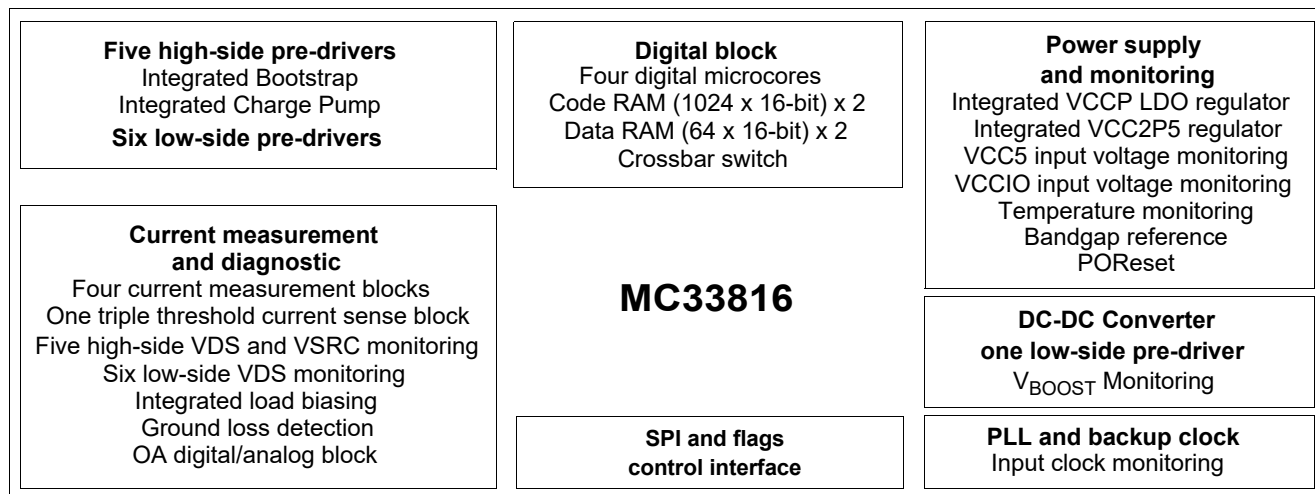 Five high-side pre-drivers
Integrated Bootstrap
Integrated Charge Pump
Six low-side pre-drivers
Current measurement
and diagnostic
Four current measurement blocks
One triple threshold current sense block
Five high-side VDS and VSRC monitoring
Six low-side VDS monitoring
Integrated load biasing
Ground loss detection
OA digital/analog block
Digital block
Four digital microcores
Code RAM (1024 x 16-bit) x 2
Data RAM (64 x 16-bit) x 2
Crossbar switch
MC33816
SPI and flags
control interface
Power supply
and monitoring
Integrated VCCP LDO regulator
Integrated VCC2P5 regulator
VCC5 input voltage monitoring
VCCIO input voltage monitoring
Temperature monitoring
Bandgap reference
POReset
DC-DC Converter
one low-side pre-driver
VBOOST Monitoring
PLL and backup clock
Input clock monitoring